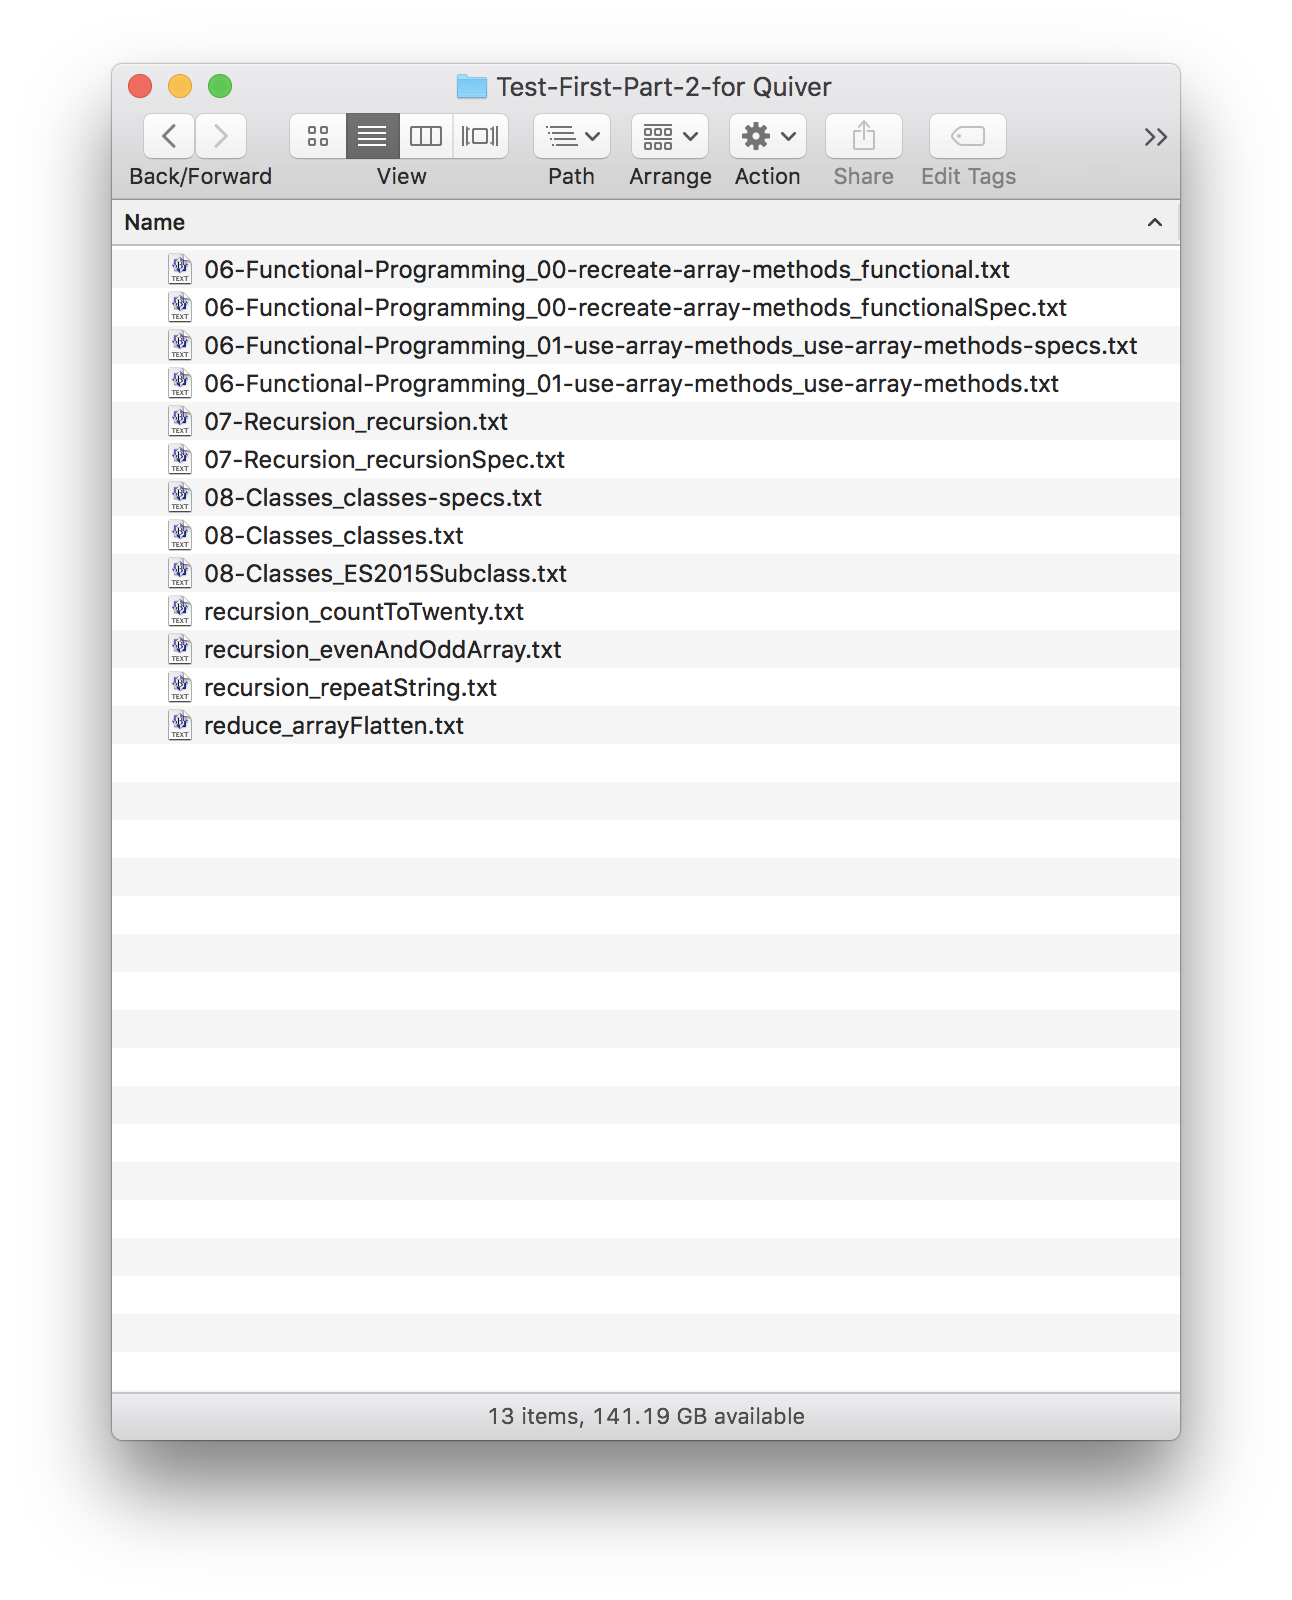 Test-First-Part-2-for Quiver
Back/Forward View Path Arrange Action Share Edit Tags
Name
06-Functional-Programming_00-recreate-array-methods_functional.txt
06-Functional-Programming_00-recreate-array-methods_functionalSpec.txt
06-Functional-Programming_01-use-array-methods_use-array-methods-specs.txt
06-Functional-Programming_01-use-array-methods_use-array-methods.txt
07-Recursion_recursion.txt
07-Recursion_recursionSpec.txt
08-Classes_classes-specs.txt
08-Classes_classes.txt
08-Classes_ES2015Subclass.txt
recursion_countToTwenty.txt
recursion_evenAndOddArray.txt
recursion_repeatString.txt
reduce_arrayFlatten.txt
13 items, 141.19 GB available